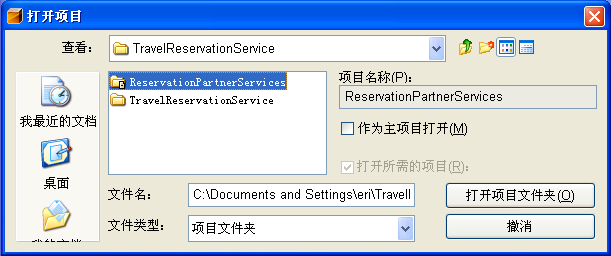 打开项目
查看：
TravelReservationService
我最近的文档
桌面
ReservationPartnerServices
TravelReservationService
项目名称(P):
ReservationPartnerServices
作为主项目打开(M)
打开所需的项目(R):
文件名：
C:\Documents and Settings\eri\Travell
打开项目文件夹(O)
文件类型：
项目文件夹
撤消